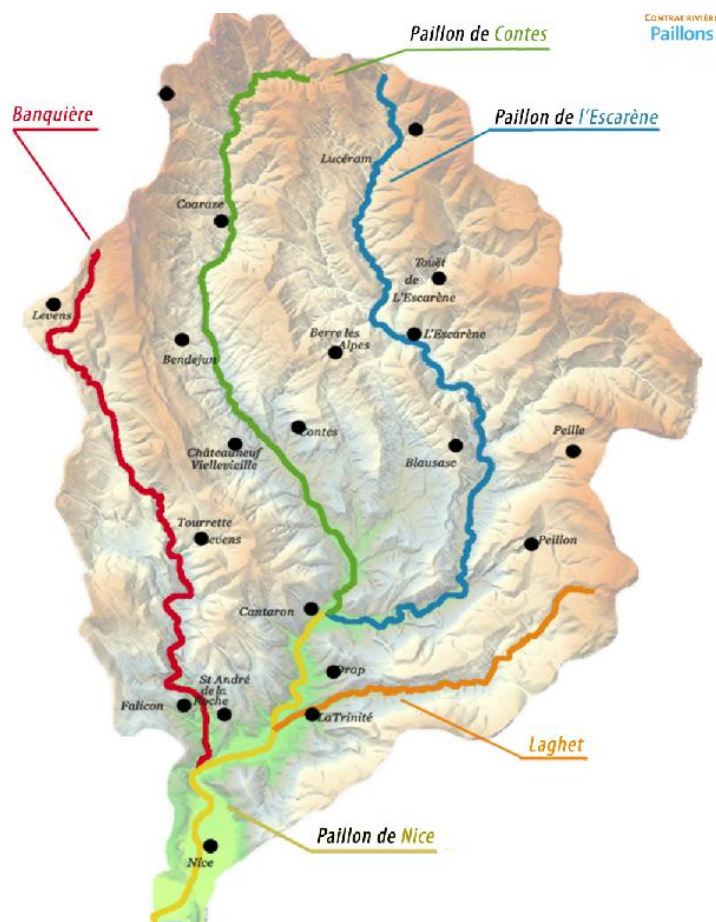 CONTRAT RIVIÈRE
Paillons
Paillon de Contes
Banquière
Paillon de l'Escarène
Lucéram
Coaraze
Touët
de
L'Escarène
Levens
L'Escarène
Berre les
Alpes
Bendejun
Contes
Peille
Châteauneuf
Viellevieille
Blausasc
Tourrette
Levens
Peillon
Cantaron
Drap
St André
de la
Roche
Falicon
La Trinité
Laghet
Paillon de Nice
Nice